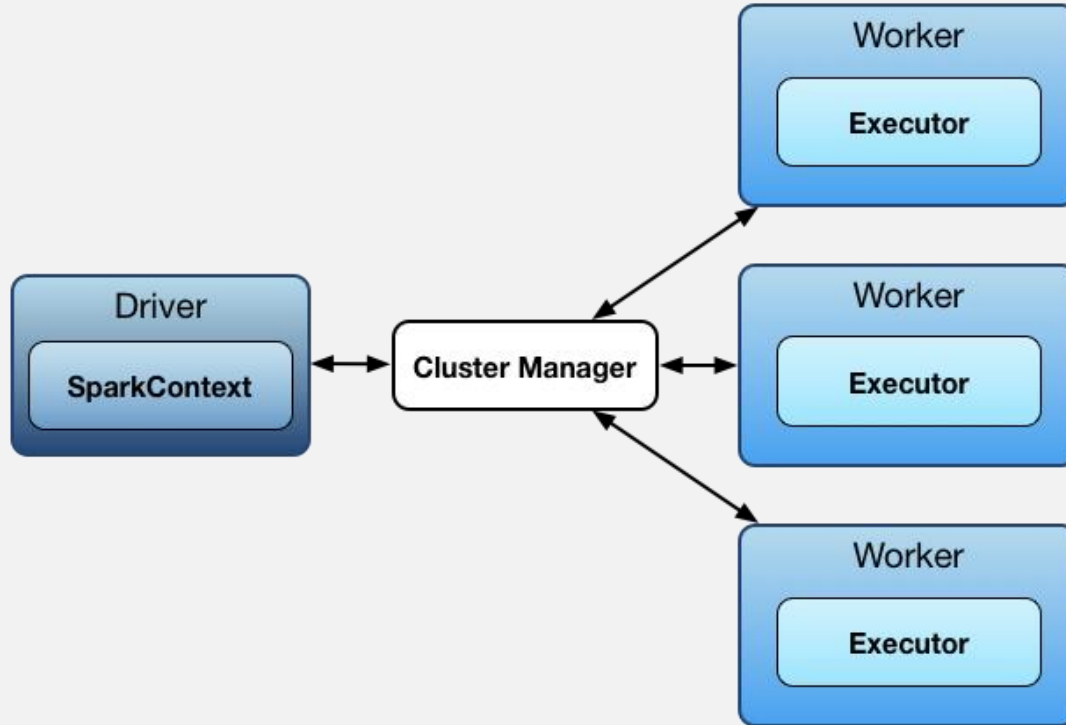 Driver
SparkContext
Cluster Manager
Worker
Executor
Worker
Executor
Worker
Executor